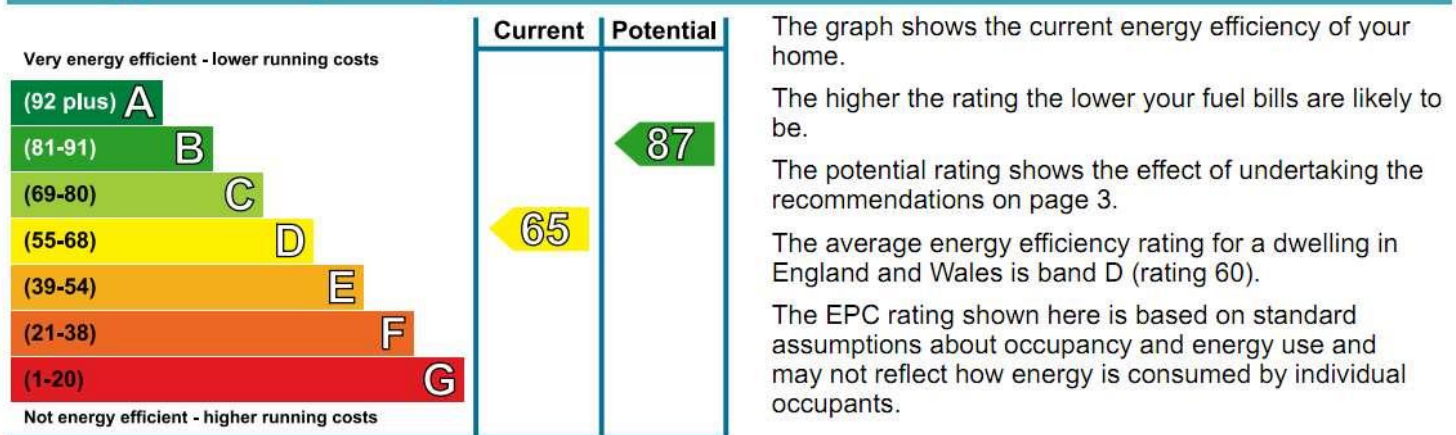 Current Potential
Very energy efficient - lower running costs
(92 plus) A
(81-91) B
87
(69-80) C
(55-68) D
65
(39-54) E
(21-38) F
(1-20) G
Not energy efficient - higher running costs
The graph shows the current energy efficiency of your
home.
The higher the rating the lower your fuel bills are likely to
be.
The potential rating shows the effect of undertaking the
recommendations on page 3.
The average energy efficiency rating for a dwelling in
England and Wales is band D (rating 60).
The EPC rating shown here is based on standard
assumptions about occupancy and energy use and
may not reflect how energy is consumed by individual
occupants.